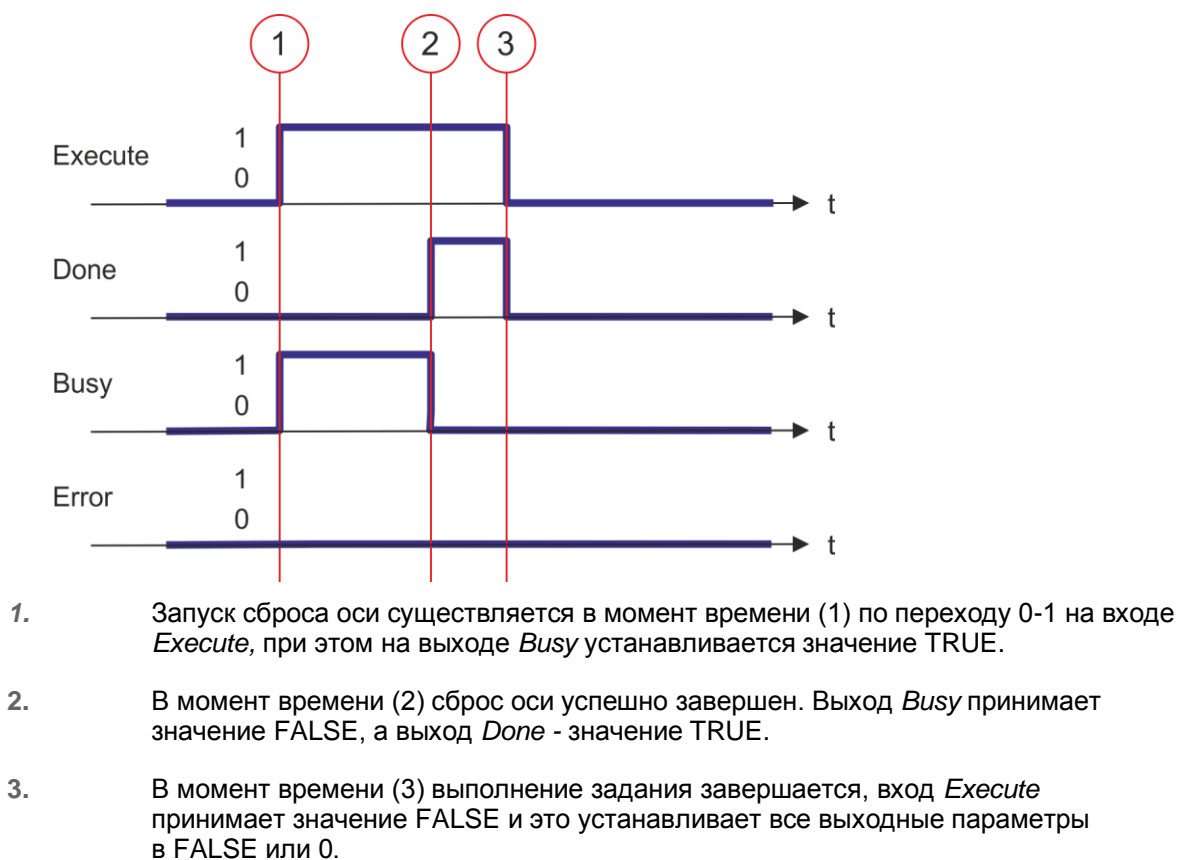 1 2 3
Execute 1
0
t
Done 1
0
t
Busy 1
0
t
Error 1
0
t
1. Запуск сброса оси существляется в момент времени (1) по переходу 0-1 на входе
Execute, при этом на выходе Busy устанавливается значение TRUE.
2. В момент времени (2) сброс оси успешно завершен. Выход Busy принимает
значение FALSE, а выход Done - значение TRUE.
3. В момент времени (3) выполнение задания завершается, вход Execute
принимает значение FALSE и это устанавливает все выходные параметры
в FALSE или 0.